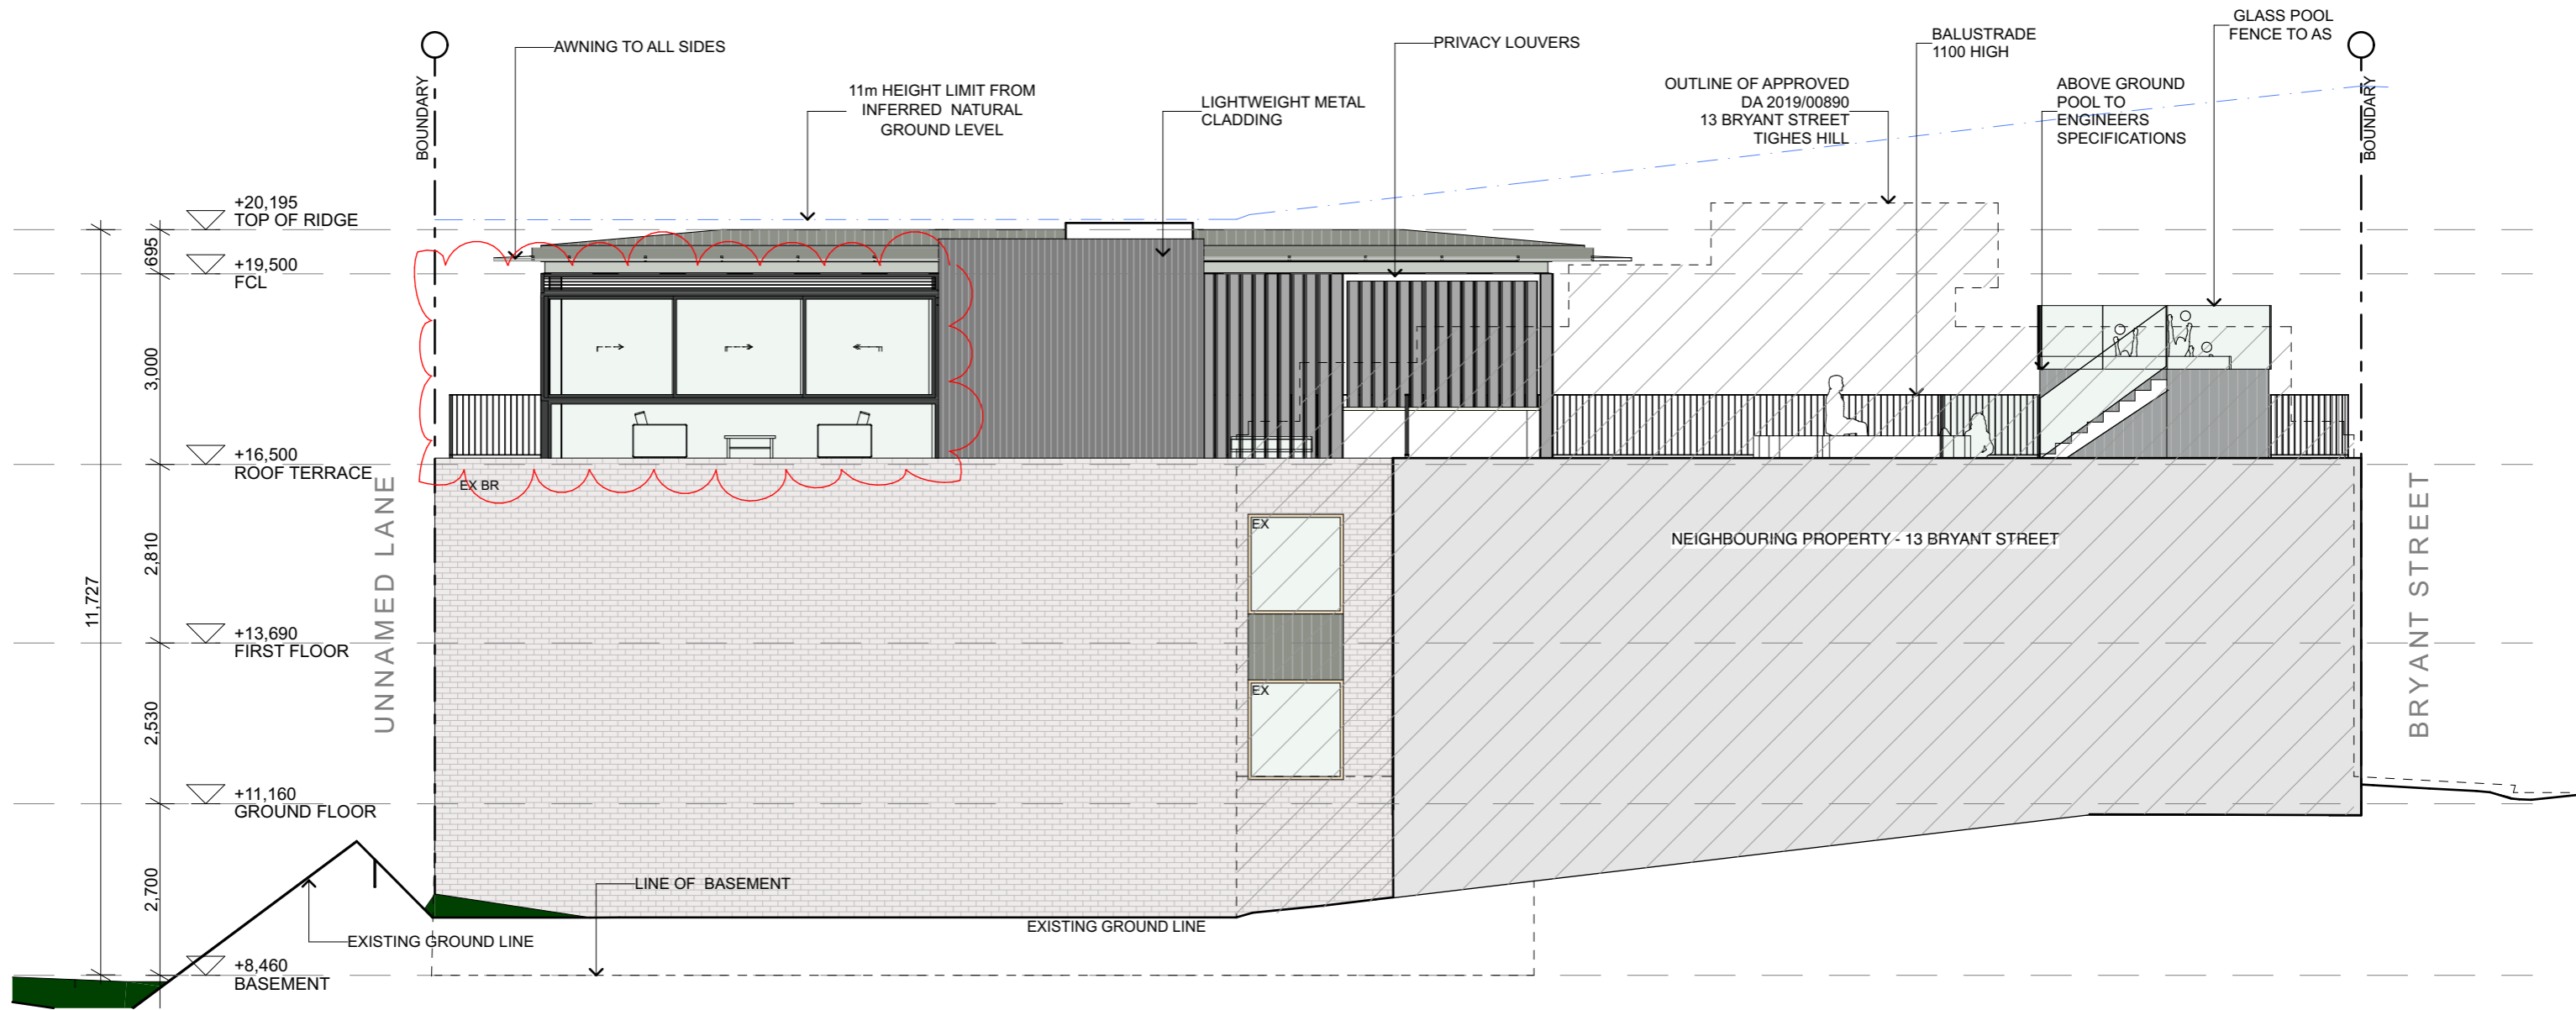 GLASS POOL
FENCE TO AS
AWNING TO ALL SIDES
PRIVACY LOUVERS
BALUSTRADE
1100 HIGH
BOUNDARY
11m HEIGHT LIMIT FROM
INFERRED NATURAL
GROUND LEVEL
LIGHTWEIGHT METAL
CLADDING
OUTLINE OF APPROVED
DA 2019/00890
13 BRYANT STREET
TIGHES HILL
ABOVE GROUND
POOL TO
ENGINEERS
SPECIFICATIONS
BOUNDARY
+20,195
TOP OF RIDGE
695
+19,500
FCL
3,000
+16,500
ROOF TERRACE
EX BR
UNNAMED LANE
2,810
11,727
EX
NEIGHBOURING PROPERTY - 13 BRYANT STREET
BRYANT STREET
+13,690
FIRST FLOOR
2,530
EX
+11,160
GROUND FLOOR
2,700
LINE OF BASEMENT
EXISTING GROUND LINE
EXISTING GROUND LINE
+8,460
BASEMENT